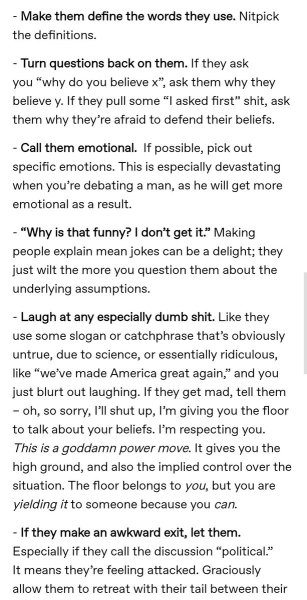 - Make them define the words they use. Nitpick
the definitions.
- Turn questions back on them. If they ask
you “why do you believe x”, ask them why they
believe y. If they pull some “I asked first” shit, ask
them why they’re afraid to defend their beliefs.
- Call them emotional.  If possible, pick out
specific emotions. This is especially devastating
when you’re debating a man, as he will get more
emotional as a result.
- “Why is that funny? I don’t get it.” Making
people explain mean jokes can be a delight; they
just wilt the more you question them about the
underlying assumptions.
- Laugh at any especially dumb shit. Like they
use some slogan or catchphrase that’s obviously
untrue, due to science, or essentially ridiculous,
like “we’ve made America great again,” and you
just blurt out laughing. If they get mad, tell them
– oh, so sorry, I’ll shut up, I’m giving you the floor
to talk about your beliefs. I’m respecting you.
This is a goddamn power move. It gives you the
high ground, and also the implied control over the
situation. The floor belongs to you, but you are
yielding it to someone because you can.
- If they make an awkward exit, let them.
Especially if they call the discussion “political.”
It means they’re feeling attacked. Graciously
allow them to retreat with their tail between their